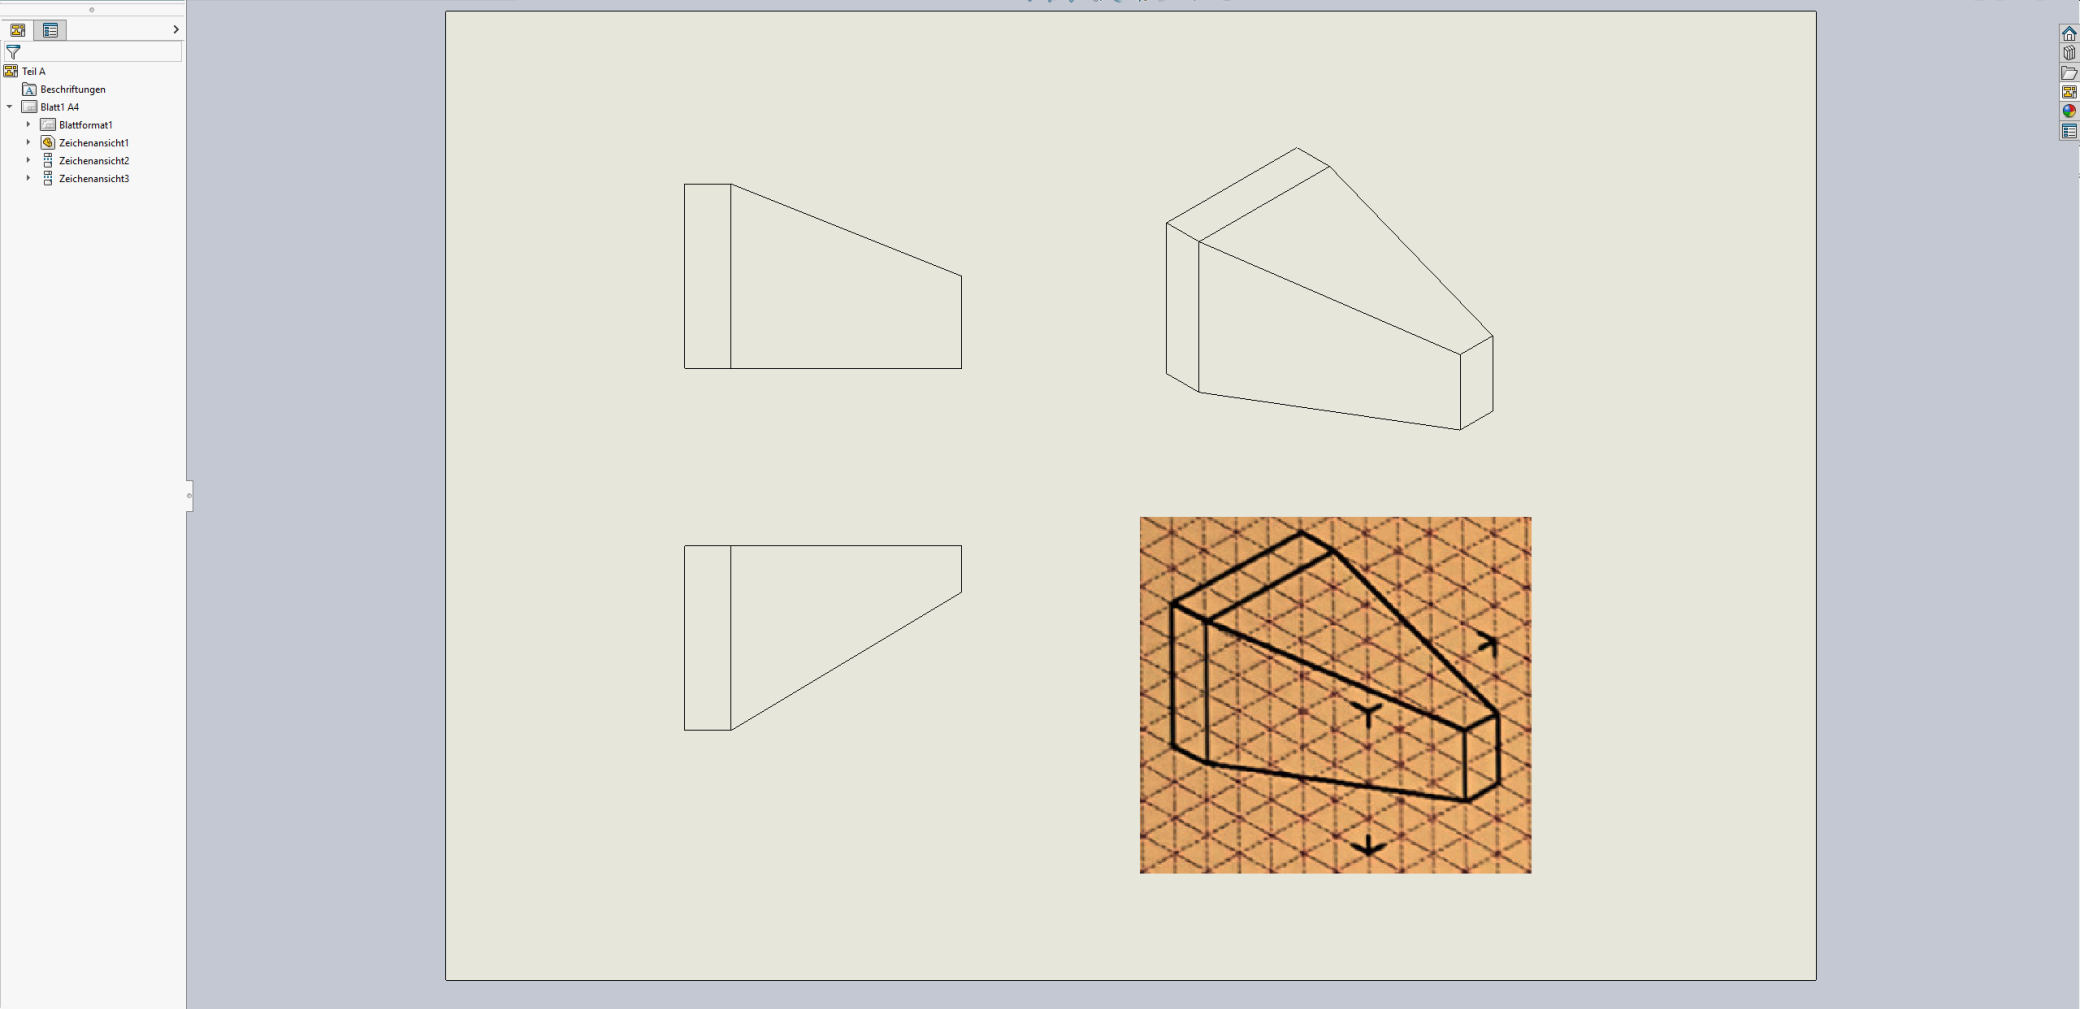 Teil A
Beschriftungen
Blatt1 A4
Blattformat1
Zeichenansicht1
Zeichenansicht2
Zeichenansicht3